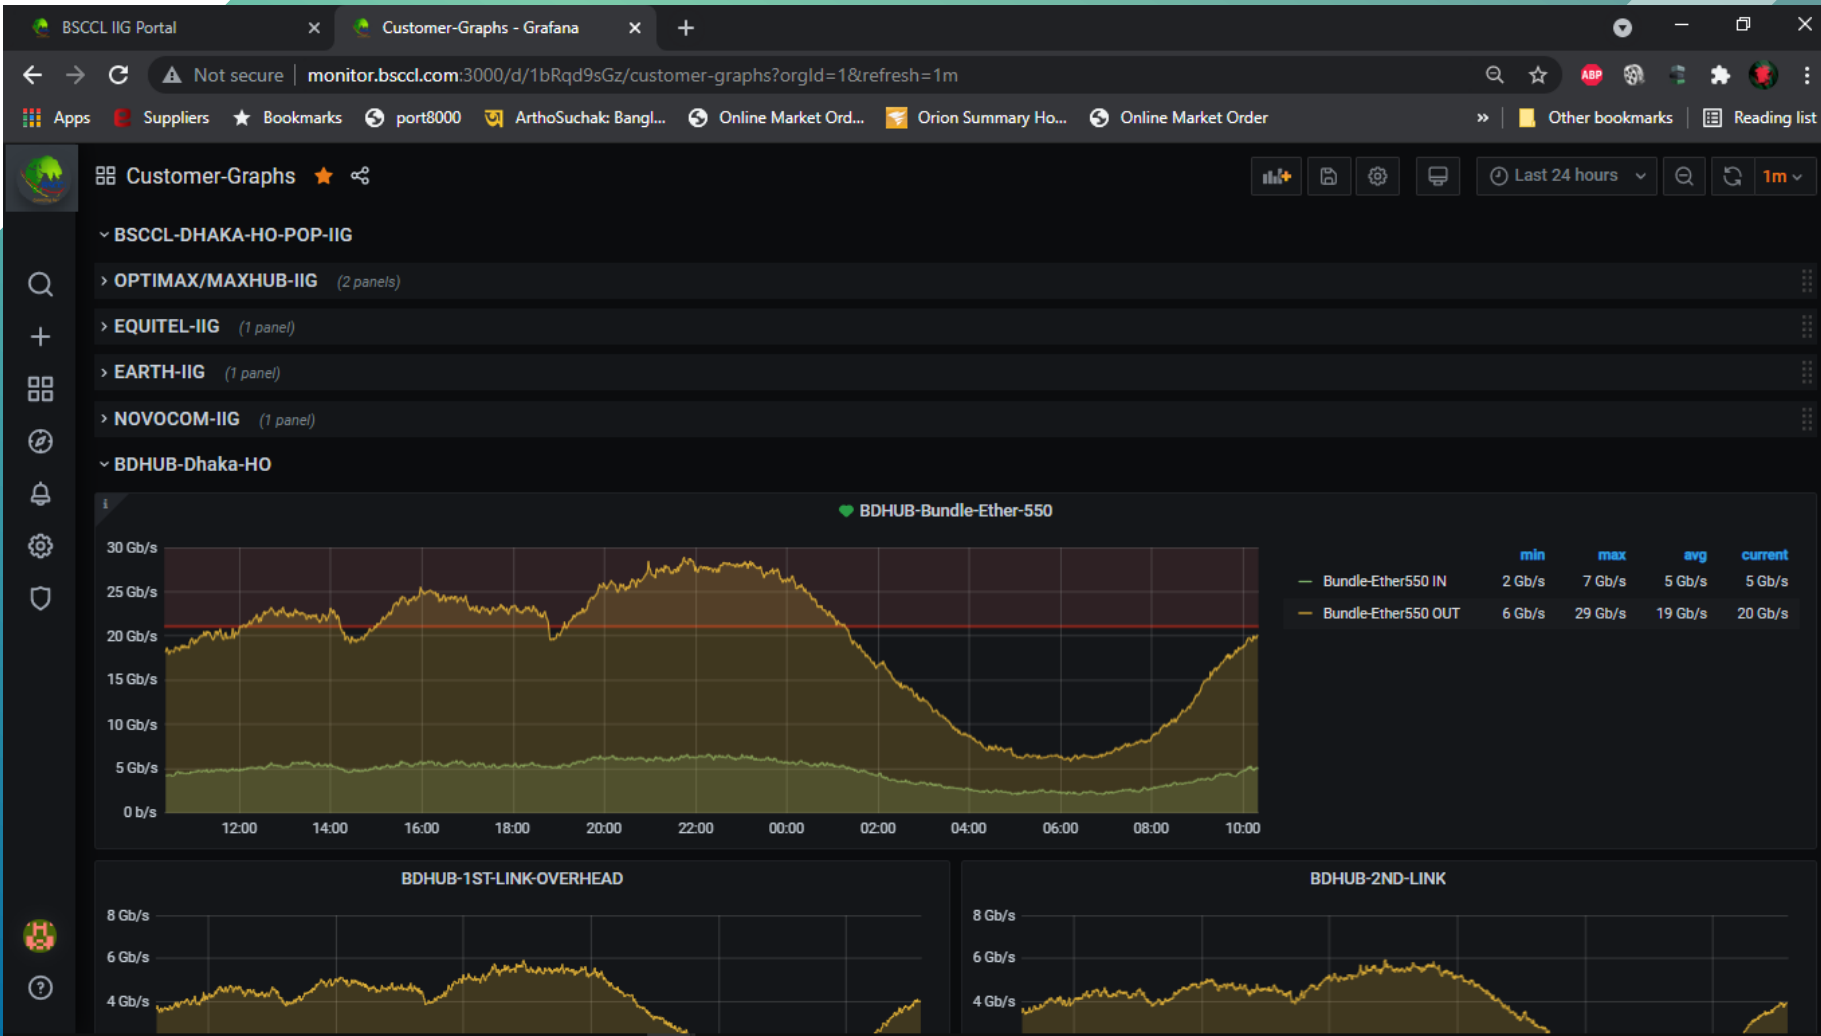 BSCCL IIG Portal
Customer-Graphs - Grafana
Not secure
monitor.bsccl.com:3000/d/1bRqd9sGz/customer-graphs?orgId=1&refresh=1m
ABP
Apps
Suppliers
Bookmarks
port8000
ArthoSuchak: Bangl...
Online Market Ord...
Orion Summary Ho...
Online Market Order
»
Other bookmarks
Reading list
Customer-Graphs
Last 24 hours
1m
BSCCL-DHAKA-HO-POP-IIG
OPTIMAX/MAXHUB-IIG (2 panels)
EQUITEL-IIG (1 panel)
EARTH-IIG (1 panel)
NOVOCOM-IIG (1 panel)
BDHUB-Dhaka-HO
BDHUB-Bundle-Ether-550
30 Gb/s
25 Gb/s
20 Gb/s
15 Gb/s
10 Gb/s
5 Gb/s
0 b/s
12:00 14:00 16:00 18:00 20:00 22:00 00:00 02:00 04:00 06:00 08:00 10:00
min max avg current
Bundle-Ether550 IN 2 Gb/s 7 Gb/s 5 Gb/s 5 Gb/s
Bundle-Ether550 OUT 6 Gb/s 29 Gb/s 19 Gb/s 20 Gb/s
BDHUB-1ST-LINK-OVERHEAD
8 Gb/s
6 Gb/s
4 Gb/s
BDHUB-2ND-LINK
8 Gb/s
6 Gb/s
4 Gb/s